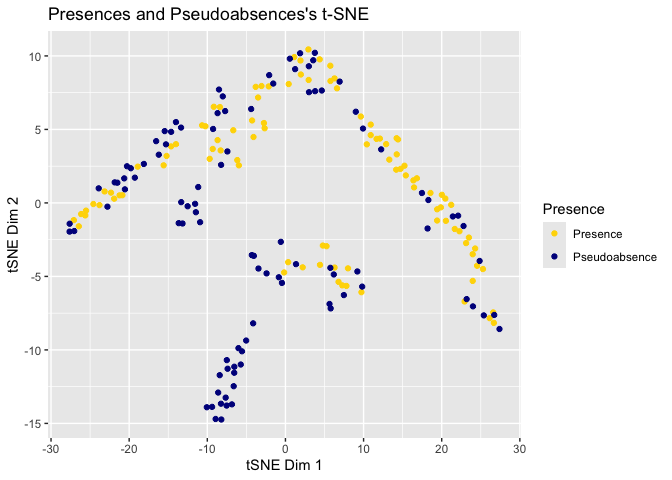 Presences and Pseudoabsences's t-SNE
10
5
0
-5
-10
-15
tSNE Dim 2
-30
-20
-10
0
10
20
30
tSNE Dim 1
Presence
Presence
Pseudoabsence